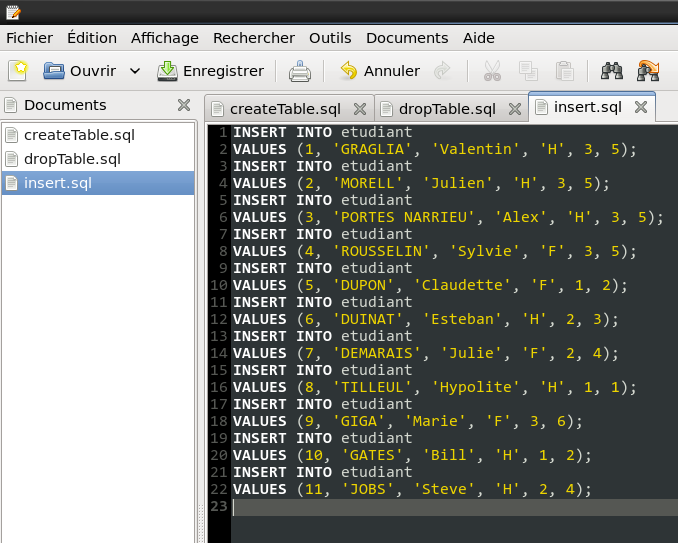 Fichier Édition Affichage Rechercher Outils Documents Aide
Ouvrir Enregistrer Annuler
Documents
createTable.sql
dropTable.sql
insert.sql
createTable.sql dropTable.sql insert.sql
1 INSERT INTO etudiant
2 VALUES (1, 'GRAGLIA', 'Valentin', 'H', 3, 5);
3 INSERT INTO etudiant
4 VALUES (2, 'MORELL', 'Julien', 'H', 3, 5);
5 INSERT INTO etudiant
6 VALUES (3, 'PORTES NARRIEU', 'Alex', 'H', 3, 5);
7 INSERT INTO etudiant
8 VALUES (4, 'ROUSSELIN', 'Sylvie', 'F', 3, 5);
9 INSERT INTO etudiant
10 VALUES (5, 'DUPON', 'Claudette', 'F', 1, 2);
11 INSERT INTO etudiant
12 VALUES (6, 'DUINAT', 'Esteban', 'H', 2, 3);
13 INSERT INTO etudiant
14 VALUES (7, 'DEMARAIS', 'Julie', 'F', 2, 4);
15 INSERT INTO etudiant
16 VALUES (8, 'TILLEUL', 'Hypolite', 'H', 1, 1);
17 INSERT INTO etudiant
18 VALUES (9, 'GIGA', 'Marie', 'F', 3, 6);
19 INSERT INTO etudiant
20 VALUES (10, 'GATES', 'Bill', 'H', 1, 2);
21 INSERT INTO etudiant
22 VALUES (11, 'JOBS', 'Steve', 'H', 2, 4);
23